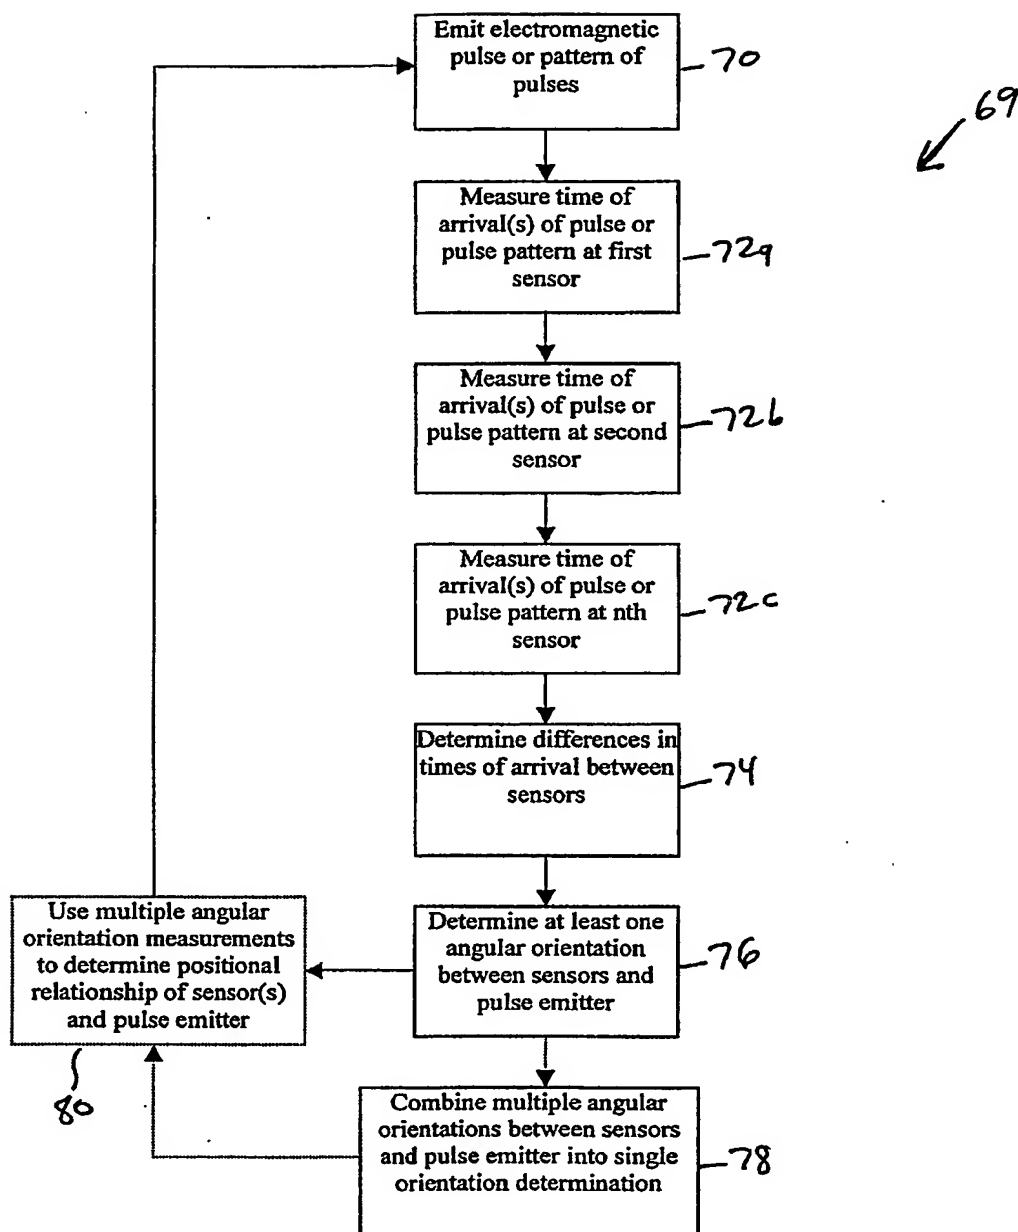 Emit electromagnetic
pulse or pattern of
pulses
70
69
Measure time of
arrival(s) of pulse or
pulse pattern at first
sensor
72a
Measure time of
arrival(s) of pulse or
pulse pattern at second
sensor
72b
Measure time of
arrival(s) of pulse or
pulse pattern at nth
sensor
72c
Determine differences in
times of arrival between
sensors
74
Use multiple angular
orientation measurements
to determine positional
relationship of sensor(s)
and pulse emitter
80
Determine at least one
angular orientation
between sensors and
pulse emitter
76
Combine multiple angular
orientations between sensors
and pulse emitter into single
orientation determination
78